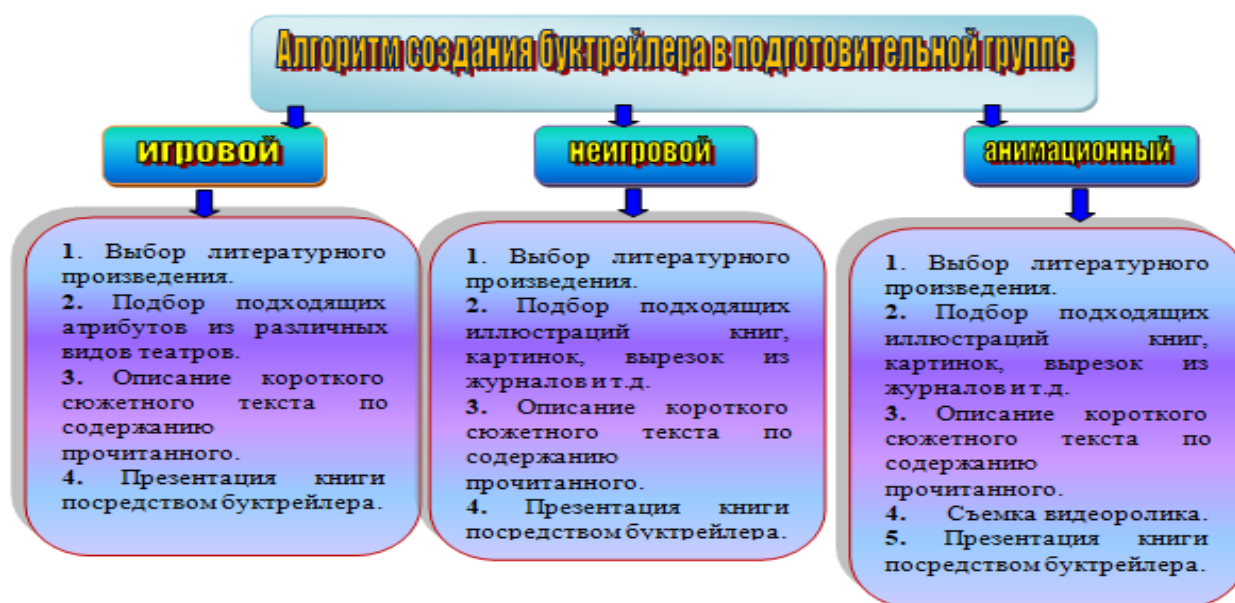 Алгоритм создания буктрейлера в подготовительной группе
игровой
неигровой
анимационный
1. Выбор литературного
произведения.
2. Подбор подходящих
атрибутов из различных
видов театров.
3. Описание короткого
сюжетного текста по
содержанию
прочитанного.
4. Презентация книги
посредством буктрейлера.
1. Выбор литературного
произведения.
2. Подбор подходящих
иллюстраций книг,
картинок, вырезок из
журналов и т.д.
3. Описание короткого
сюжетного текста по
содержанию
прочитанного.
4. Презентация книги
посредством буктрейлера.
1. Выбор литературного
произведения.
2. Подбор подходящих
иллюстраций книг,
картинок, вырезок из
журналов и т.д.
3. Описание короткого
сюжетного текста по
содержанию
прочитанного.
4. Съемка видеоролика.
5. Презентация книги
посредством буктрейлера.